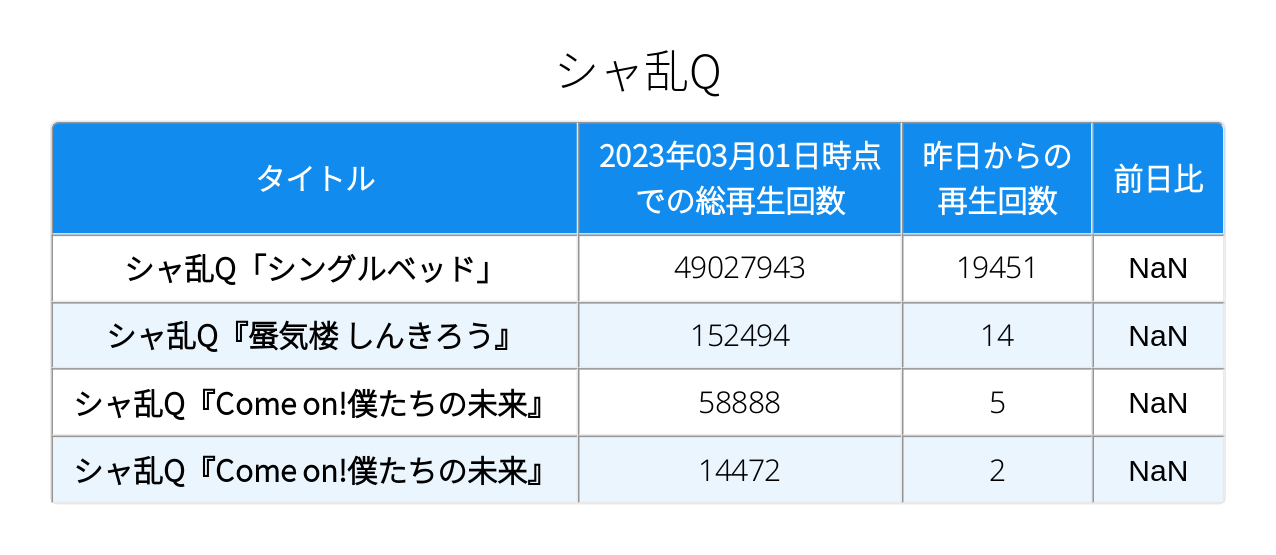 シャ乱Q
タイトル
2023年03月01日時点
での総再生回数
昨日からの
再生回数
前日比
シャ乱Q「シングルベッド」 49027943 19451 NaN
シャ乱Q『蜃気楼 しんきろう』 152494 14 NaN
シャ乱Q『Come on!僕たちの未来』 58888 5 NaN
シャ乱Q『Come on!僕たちの未来』 14472 2 NaN